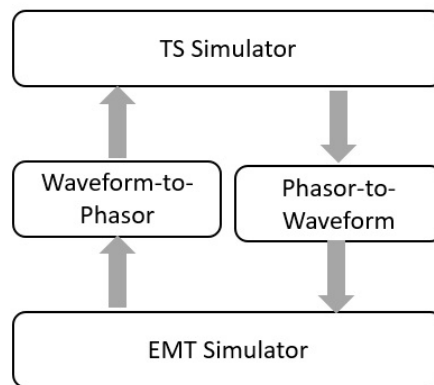 TS Simulator
Waveform-to-
Phasor
Phasor-to-
Waveform
EMT Simulator